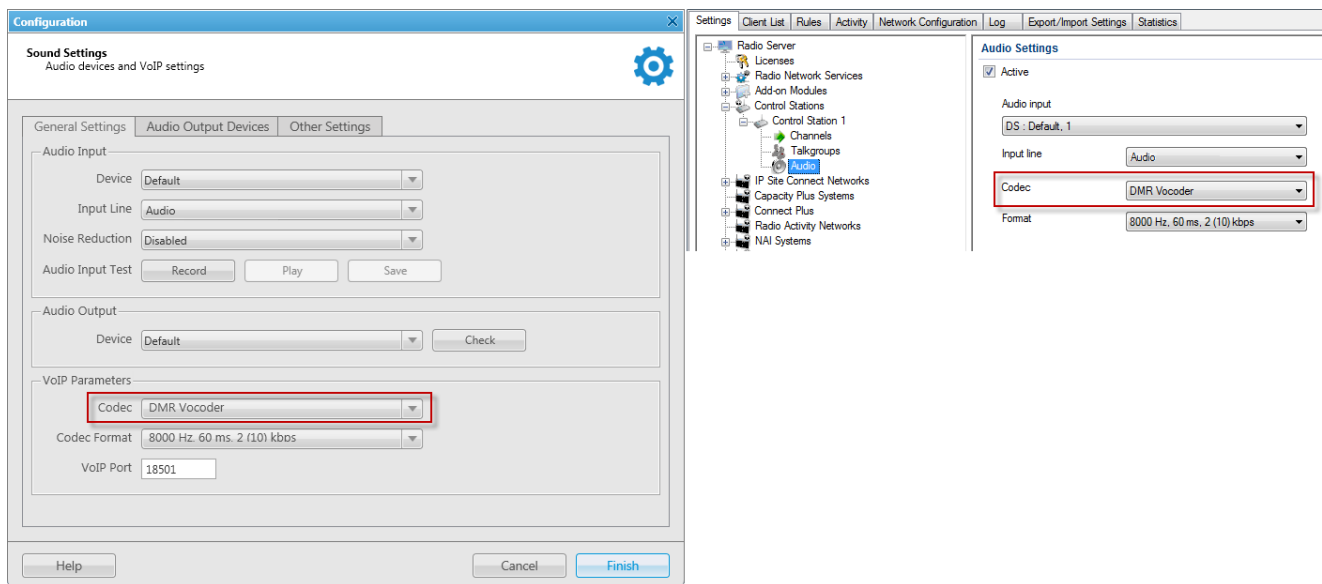 Configuration
Sound Settings
Audio devices and VoIP settings
General Settings
Audio Output Devices
Other Settings
Audio Input
Device Default
Input Line Audio
Noise Reduction Disabled
Audio Input Test Record Play Save
Audio Output
Device Default Check
VoIP Parameters
Codec DMR Vocoder
Codec Format 8000 Hz, 60 ms, 2 (10) kbps
VoIP Port 18501
Help Cancel Finish
Settings Client List Rules Activity Network Configuration Log Export/Import Settings Statistics
Radio Server
Licenses
Radio Network Services
Add-on Modules
Control Stations
Control Station 1
Channels
Talkgroups
Audio
IP Site Connect Networks
Capacity Plus Systems
Connect Plus
Radio Activity Networks
NAI Systems
Audio Settings
Active
Audio input
DS : Default, 1
Input line Audio
Codec DMR Vocoder
Format 8000 Hz, 60 ms, 2 (10) kbps